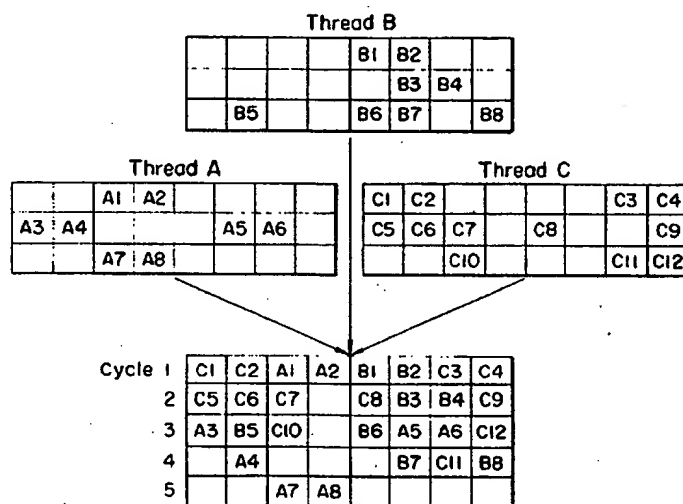 Thread B
B1 B2
B3 B4
B5 B6 B7 B8
Thread A
A1 A2
A3 A4 A5 A6
A7 A8
Thread C
C1 C2 C3 C4
C5 C6 C7 C8 C9
C10 C11 C12
Cycle 1 C1 C2 A1 A2 B1 B2 C3 C4
2 C5 C6 C7 C8 B3 B4 C9
3 A3 B5 C10 B6 A5 A6 C12
4 A4 B7 C11 B8
5 A7 A8